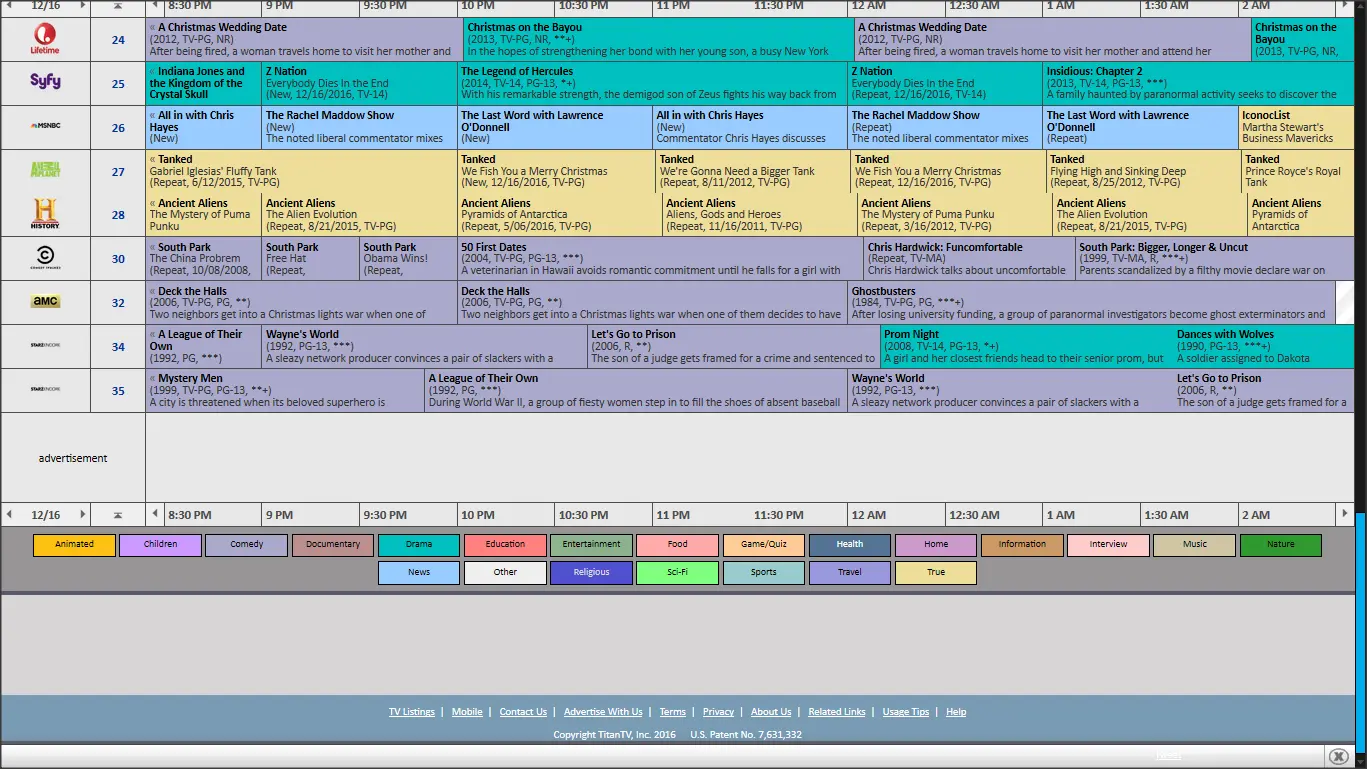 12/16 8:30 PM 9 PM 9:30 PM 10 PM 10:30 PM 11 PM 11:30 PM 12 AM 12:30 AM 1 AM 1:30 AM 2 AM
Lifetime 24
« A Christmas Wedding Date
(2012, TV-PG, NR)
After being fired, a woman travels home to visit her mother and
Christmas on the Bayou
(2013, TV-PG, NR, **+)
In the hopes of strengthening her bond with her young son, a busy New York
A Christmas Wedding Date
(2012, TV-PG, NR)
After being fired, a woman travels home to visit her mother and attend her
Christmas on the
Bayou
(2013, TV-PG, NR,
Syfy 25
« Indiana Jones and
the Kingdom of the
Crystal Skull
Z Nation
Everybody Dies In the End
(New, 12/16/2016, TV-14)
The Legend of Hercules
(2014, TV-14, PG-13, *+)
With his remarkable strength, the demigod son of Zeus fights his way back from
Z Nation
Everybody Dies In the End
(Repeat, 12/16/2016, TV-14)
Insidious: Chapter 2
(2013, TV-14, PG-13, ***)
A family haunted by paranormal activity seeks to discover the
MSNBC 26
« All in with Chris
Hayes
(New)
The Rachel Maddow Show
(New)
The noted liberal commentator mixes
The Last Word with Lawrence
O'Donnell
(New)
All in with Chris Hayes
(New)
Commentator Chris Hayes discusses
The Rachel Maddow Show
(Repeat)
The noted liberal commentator mixes
The Last Word with Lawrence
O'Donnell
(Repeat)
IconocList
Martha Stewart's
Business Mavericks
ANIMAL PLANET 27
« Tanked
Gabriel Iglesias' Fluffy Tank
(Repeat, 6/12/2015, TV-PG)
Tanked
We Fish You a Merry Christmas
(New, 12/16/2016, TV-PG)
Tanked
We're Gonna Need a Bigger Tank
(Repeat, 8/11/2012, TV-PG)
Tanked
We Fish You a Merry Christmas
(Repeat, 12/16/2016, TV-PG)
Tanked
Flying High and Sinking Deep
(Repeat, 8/25/2012, TV-PG)
Tanked
Prince Royce's Royal
Tank
H HISTORY 28
« Ancient Aliens
The Mystery of Puma
Punku
Ancient Aliens
The Alien Evolution
(Repeat, 8/21/2015, TV-PG)
Ancient Aliens
Pyramids of Antarctica
(Repeat, 5/06/2016, TV-PG)
Ancient Aliens
Aliens, Gods and Heroes
(Repeat, 11/16/2011, TV-PG)
Ancient Aliens
The Mystery of Puma Punku
(Repeat, 3/16/2012, TV-PG)
Ancient Aliens
The Alien Evolution
(Repeat, 8/21/2015, TV-PG)
Ancient Aliens
Pyramids of
Antarctica
COMEDY CENTRAL 30
« South Park
The China Probrem
(Repeat, 10/08/2008,
South Park
Free Hat
(Repeat,
South Park
Obama Wins!
(Repeat,
50 First Dates
(2004, TV-PG, PG-13, ***)
A veterinarian in Hawaii avoids romantic commitment until he falls for a girl with
Chris Hardwick: Funcomfortable
(Repeat, TV-MA)
Chris Hardwick talks about uncomfortable
South Park: Bigger, Longer & Uncut
(1999, TV-MA, R, ***+)
Parents scandalized by a filthy movie declare war on
aMC 32
« Deck the Halls
(2006, TV-PG, PG, **)
Two neighbors get into a Christmas lights war when one of
Deck the Halls
(2006, TV-PG, PG, **)
Two neighbors get into a Christmas lights war when one of them decides to have
Ghostbusters
(1984, TV-PG, PG, ***+)
After losing university funding, a group of paranormal investigators become ghost exterminators and
STARZ ENCORE 34
« A League of Their
Own
(1992, PG, ***)
Wayne's World
(1992, PG-13, ***)
A sleazy network producer convinces a pair of slackers with a
Let's Go to Prison
(2006, R, **)
The son of a judge gets framed for a crime and sentenced to
Prom Night
(2008, TV-14, PG-13, *+)
A girl and her closest friends head to their senior prom, but
Dances with Wolves
(1990, PG-13, ***+)
A soldier assigned to Dakota
STARZ ENCORE 35
« Mystery Men
(1999, TV-PG, PG-13, **+)
A city is threatened when its beloved superhero is
A League of Their Own
(1992, PG, ***)
During World War II, a group of fiesty women step in to fill the shoes of absent baseball
Wayne's World
(1992, PG-13, ***)
A sleazy network producer convinces a pair of slackers with a
Let's Go to Prison
(2006, R, **)
The son of a judge gets framed for a
advertisement
12/16 8:30 PM 9 PM 9:30 PM 10 PM 10:30 PM 11 PM 11:30 PM 12 AM 12:30 AM 1 AM 1:30 AM 2 AM
Animated Children Comedy Documentary Drama Education Entertainment Food Game/Quiz Health Home Information Interview Music Nature
News Other Religious Sci-Fi Sports Travel True
TV Listings | Mobile | Contact Us | Advertise With Us | Terms | Privacy | About Us | Related Links | Usage Tips | Help
Copyright TitanTV, Inc. 2016 U.S. Patent No. 7,631,332